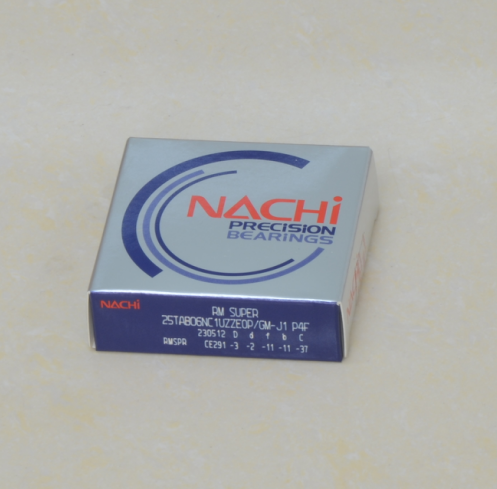 NACHi
PRECISION
BEARINGS
NACHi
RM SUPER
25TAB06NC1UZZE0P/GM-J1 P4F
230512 D d f b C
RMSPR CE291 -3 -2 -11 -11 -37